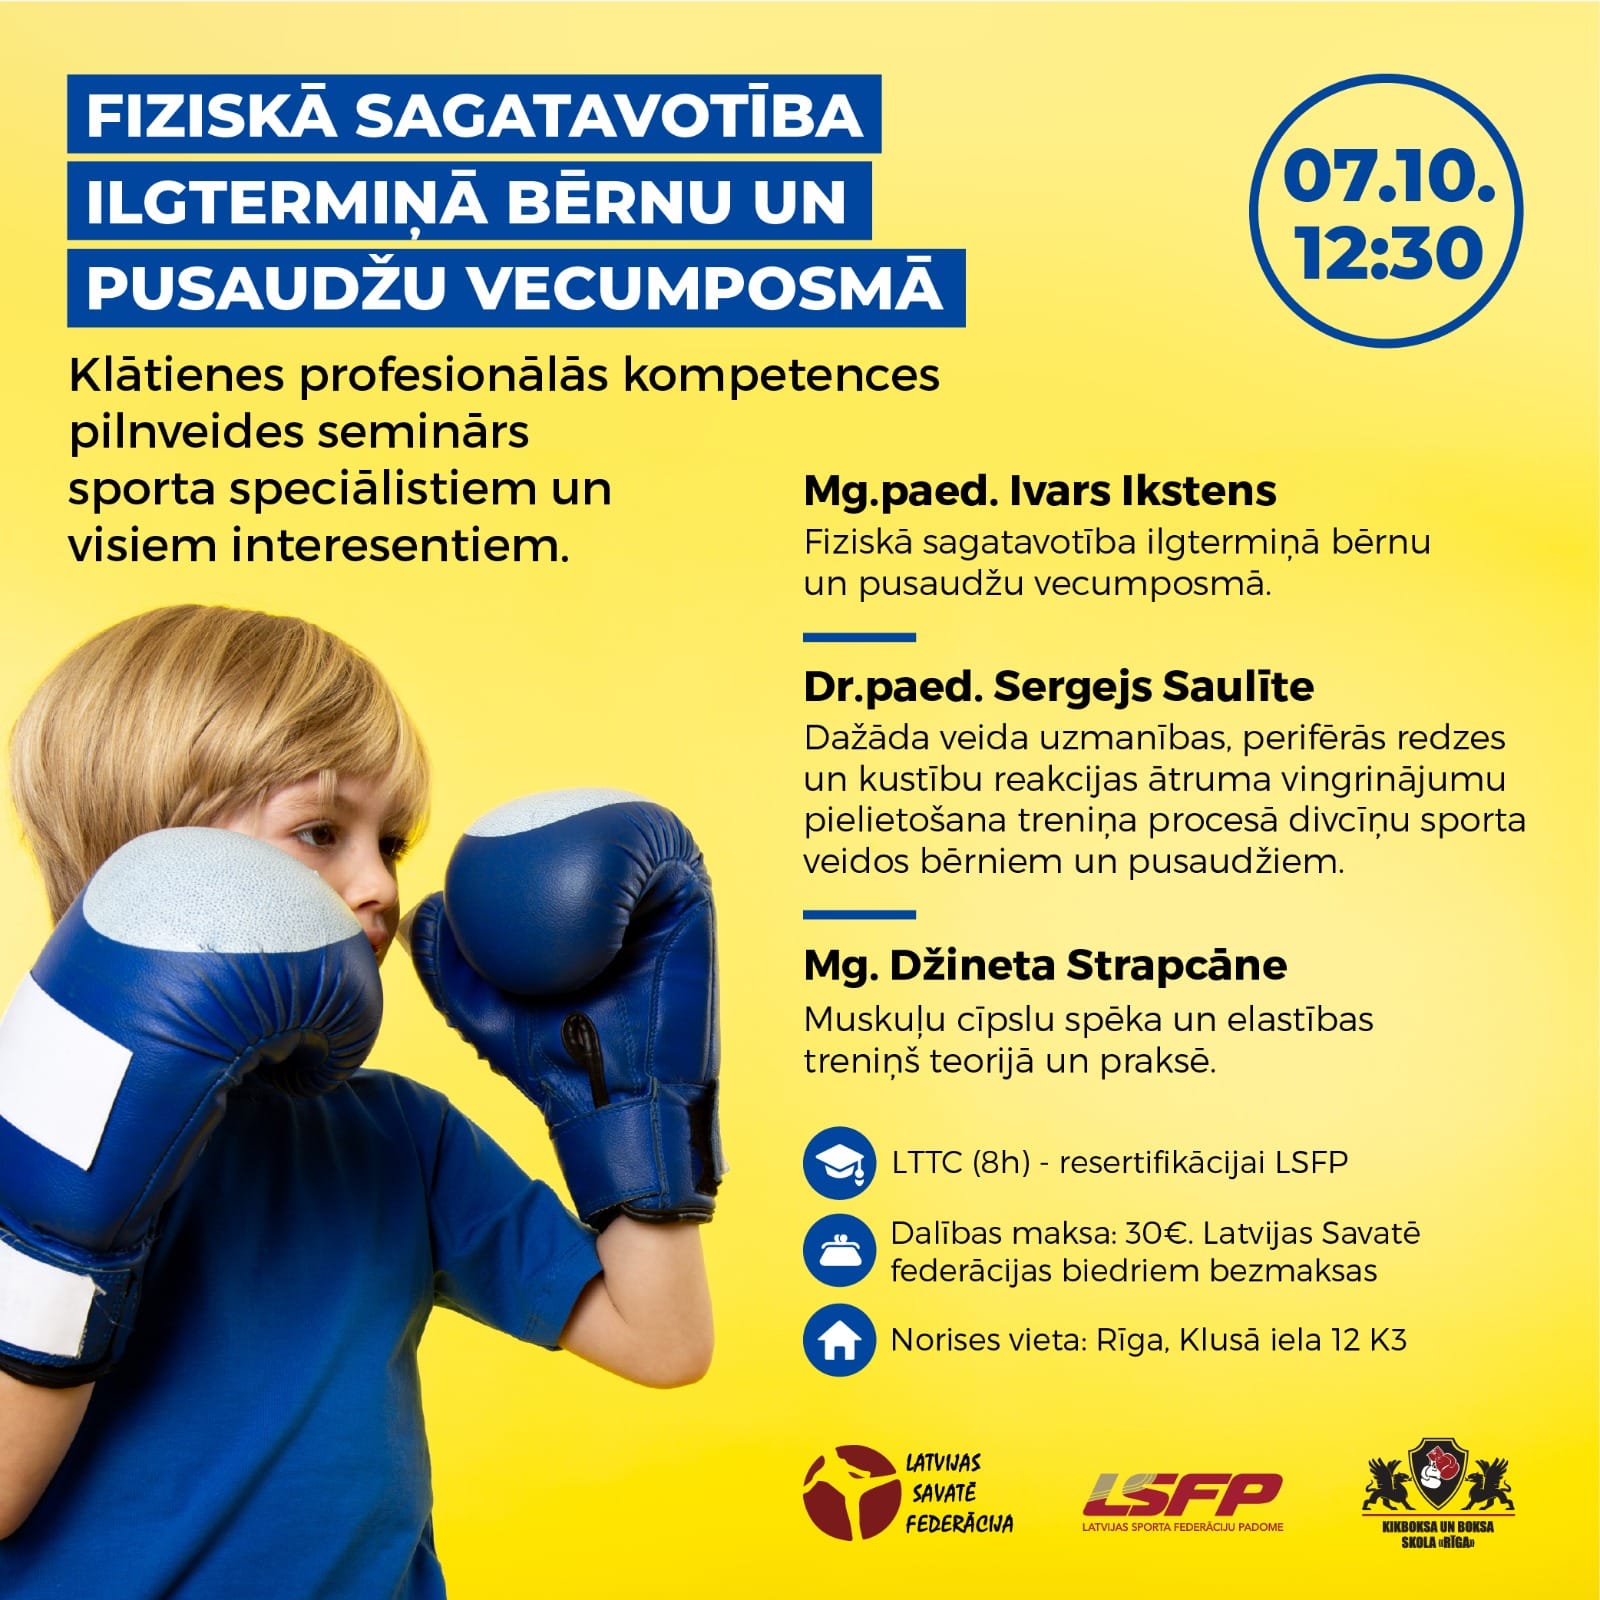 FIZISKĀ SAGATAVOTĪBA
ILGTERMIŅĀ BĒRNU UN
PUSAUDŽU VECUMPOSMĀ
07.10.
12:30
Klātienes profesionālās kompetences
pilnveides seminārs
sporta speciālistiem un
visiem interesentiem.
Mg.paed. Ivars Ikstens
Fiziskā sagatavotība ilgtermiņā bērnu
un pusaudžu vecumposmā.
Dr.paed. Sergejs Saulīte
Dažāda veida uzmanības, perifērās redzes
un kustību reakcijas ātruma vingrinājumu
pielietošana treniņa procesā divcīņu sporta
veidos bērniem un pusaudžiem.
Mg. Džineta Strapcāne
Muskuļu cīpslu spēka un elastības
treniņš teorijā un praksē.
LTTC (8h) - resertifikācijai LSFP
Dalības maksa: 30€. Latvijas Savatē
federācijas biedriem bezmaksas
Norises vieta: Rīga, Klusā iela 12 K3
LATVIJAS
SAVATĒ
FEDERĀCIJA
LSFP
LATVIJAS SPORTA FEDERĀCIJU PADOME
KIKBOKSA UN BOKSA
SKOLA «RĪGA»